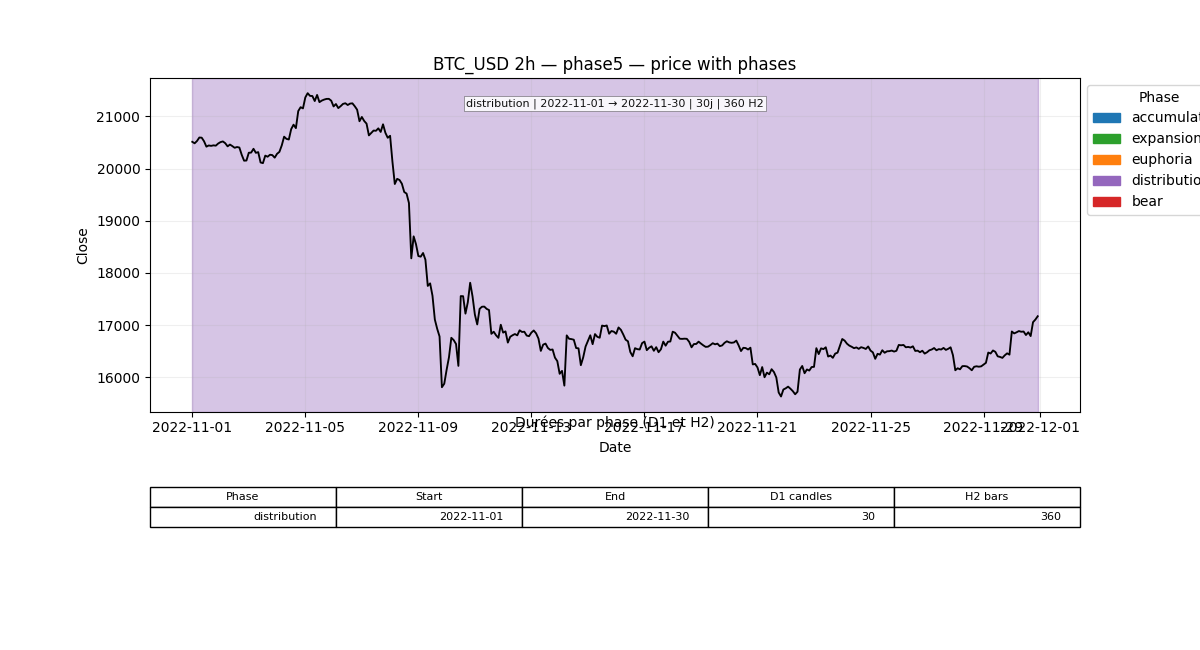 BTC_USD 2h — phase5 — price with phases
distribution | 2022-11-01 → 2022-11-30 | 30j | 360 H2
Phase
accumulat
expansion
euphoria
distributio
bear
Close
21000
20000
19000
18000
17000
16000
Durées par phase (D1 et H2)
2022-11-01 2022-11-05 2022-11-09 2022-11-13 2022-11-17 2022-11-21 2022-11-25 2022-11-29 2022-12-01
Date
Phase Start End D1 candles H2 bars
distribution 2022-11-01 2022-11-30 30 360